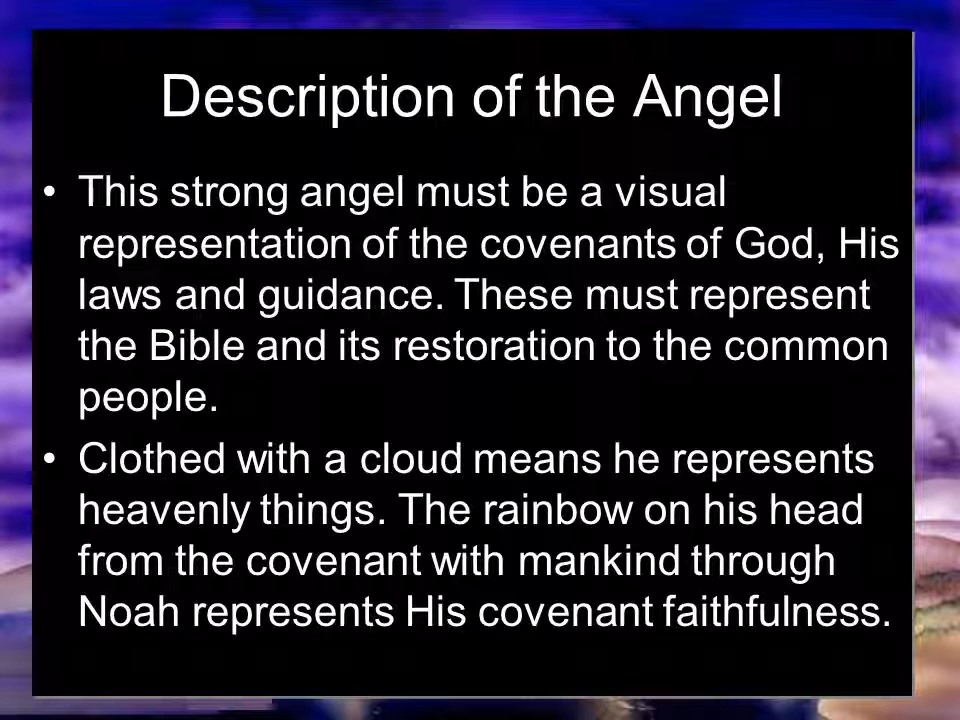 Description of the Angel
• This strong angel must be a visual
representation of the covenants of God, His
laws and guidance. These must represent
the Bible and its restoration to the common
people.
• Clothed with a cloud means he represents
heavenly things. The rainbow on his head
from the covenant with mankind through
Noah represents His covenant faithfulness.